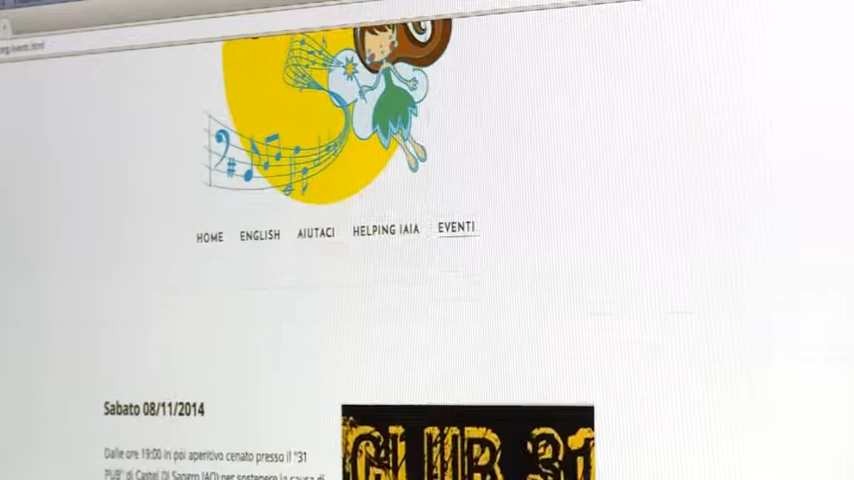 HOME ENGLISH AIUTACI HELPING IAIA EVENTI
Sabato 08/11/2014
Dalle ore 19:00 in poi aperitivo cenato presso il "31
PUB" di Castel Di Sangro (AQ) per sostenere la causa di
CLUB 31